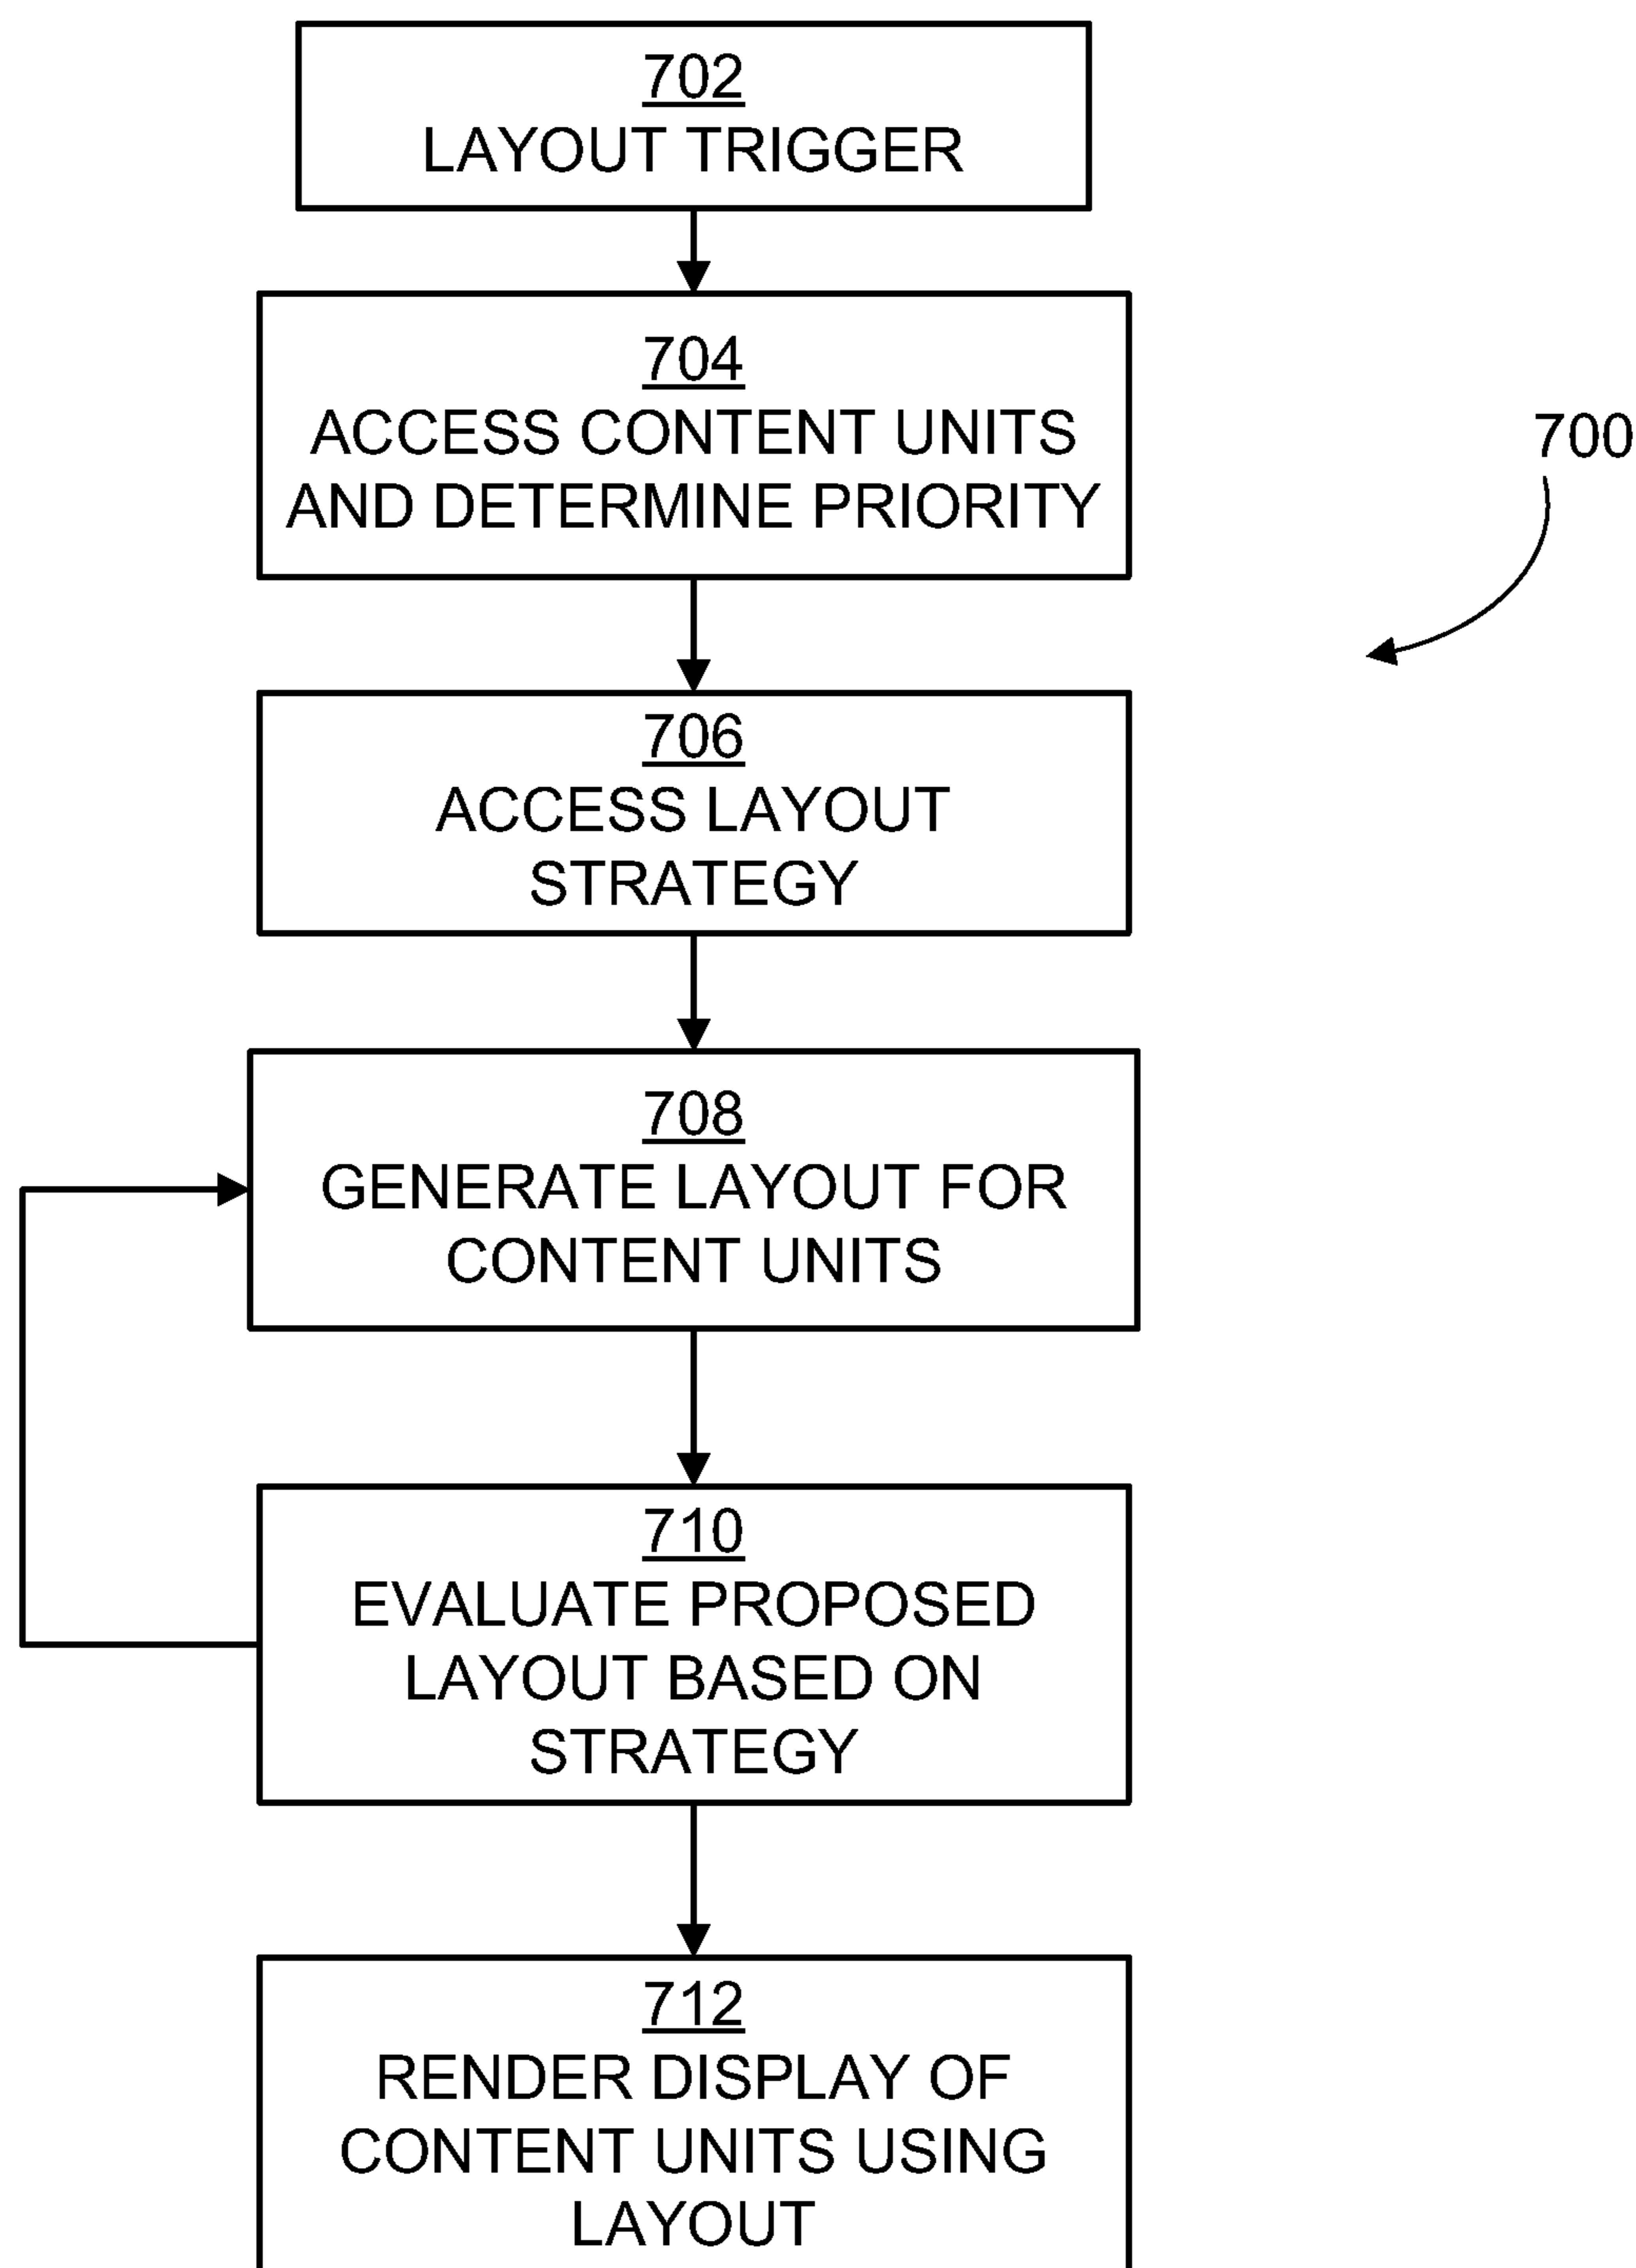 702
LAYOUT TRIGGER
704
ACCESS CONTENT UNITS
AND DETERMINE PRIORITY
700
706
ACCESS LAYOUT
STRATEGY
708
GENERATE LAYOUT FOR
CONTENT UNITS
710
EVALUATE PROPOSED
LAYOUT BASED ON
STRATEGY
712
RENDER DISPLAY OF
CONTENT UNITS USING
LAYOUT